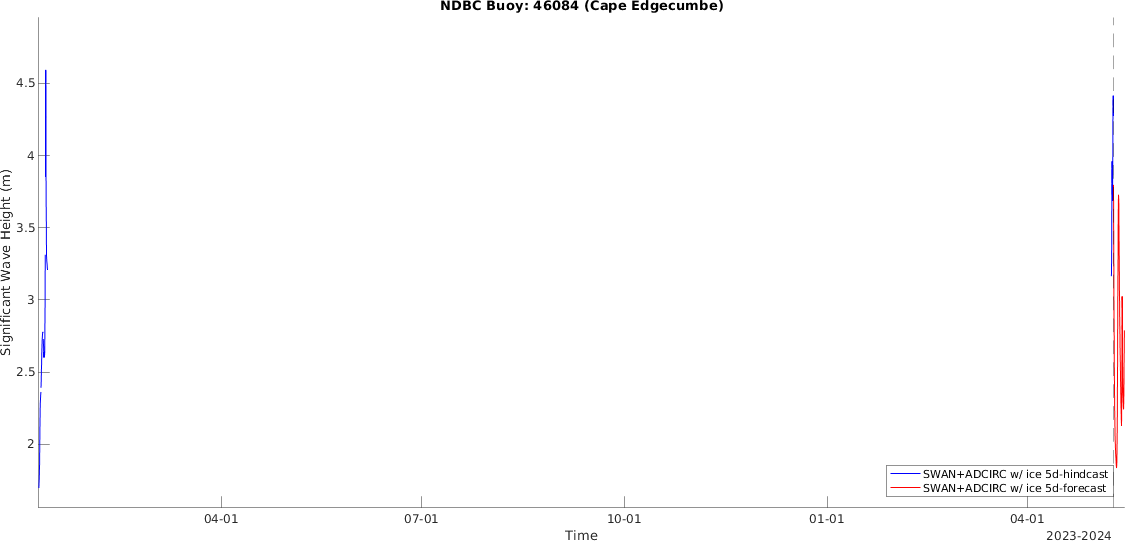 NDBC Buoy: 46084 (Cape Edgecumbe)
Significant Wave Height (m)
4.5
4
3.5
3
2.5
2
SWAN+ADCIRC w/ ice 5d-hindcast
SWAN+ADCIRC w/ ice 5d-forecast
04-01
07-01
10-01
01-01
04-01
Time
2023-2024